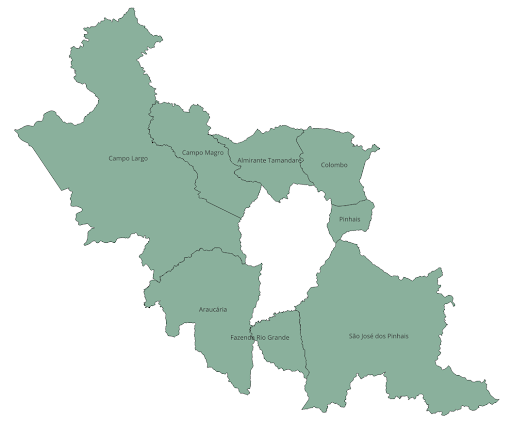 Campo Largo
Campo Magro
Almirante Tamandaré
Colombo
Pinhais
Araucária
Fazenda Rio Grande
São José dos Pinhais